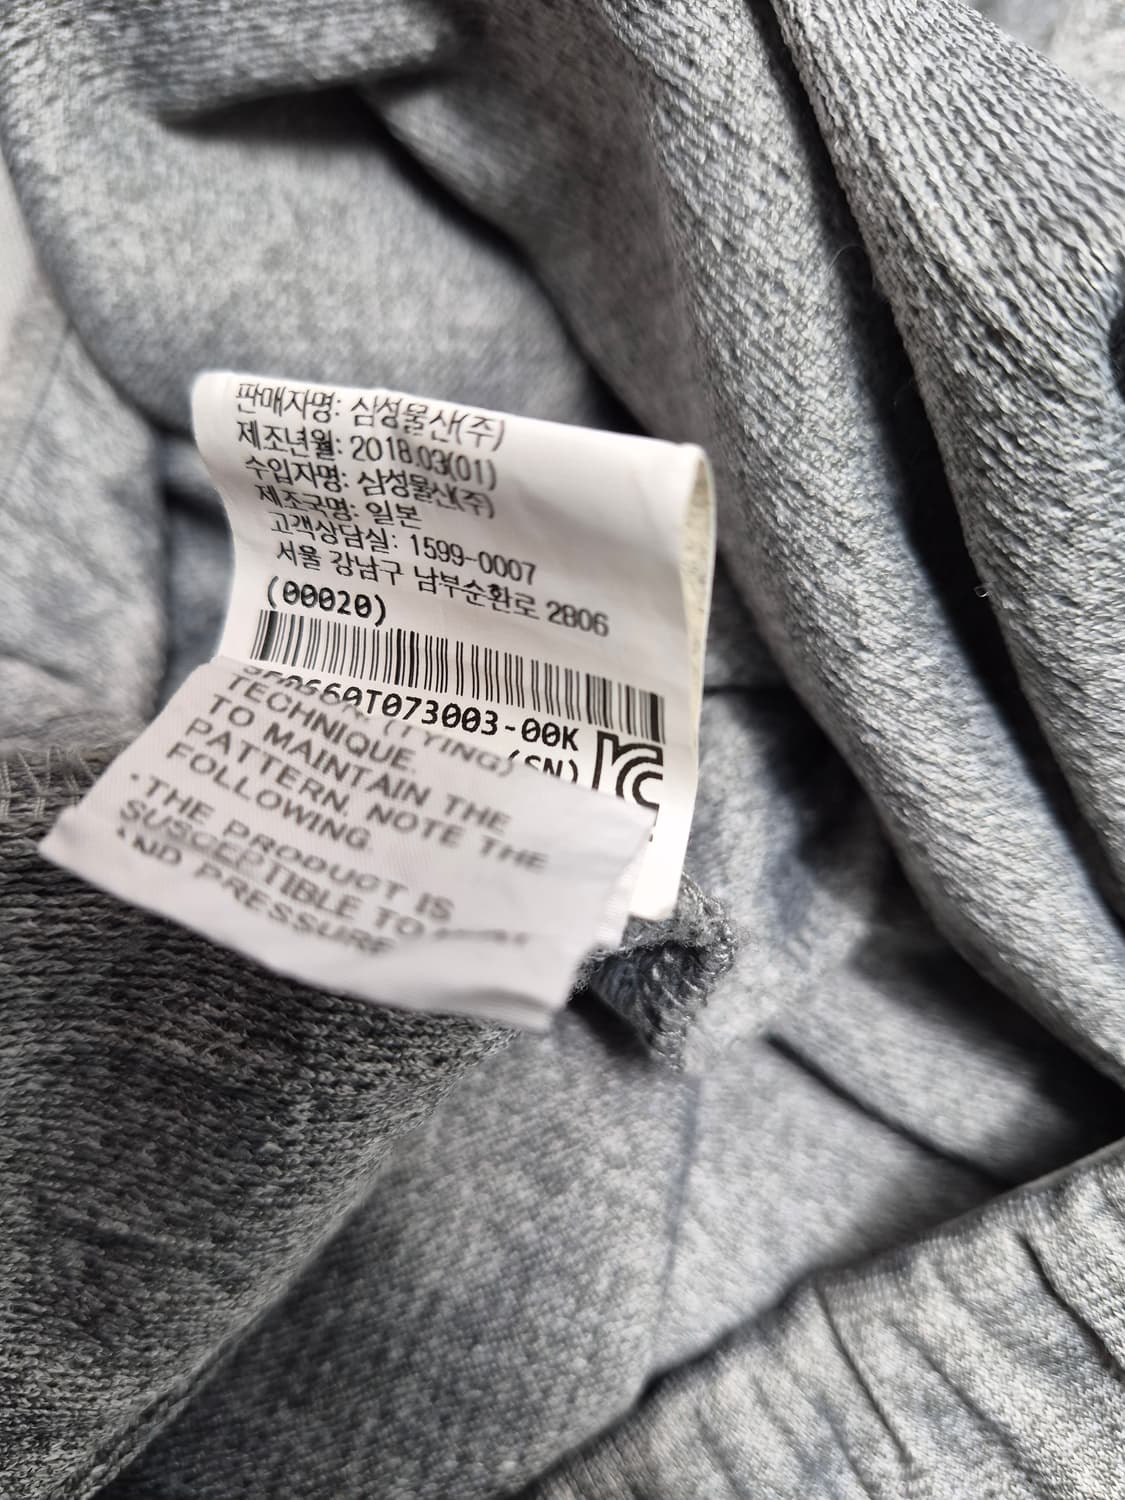 판매자명: 삼성물산(주)
제조년월: 2018.03(01)
수입자명: 삼성물산(주)
제조국명: 일본
고객상담실: 1599-0007
서울 강남구 남부순환로 2806
(00020)
0660T073003-00K
(SN)
(TYING)
TECHNIQUE.
TO MAINTAIN THE
PATTERN, NOTE THE
FOLLOWING.
·THE PRODUCT IS
SUSCEPTIBLE TO
ND PRESSURE